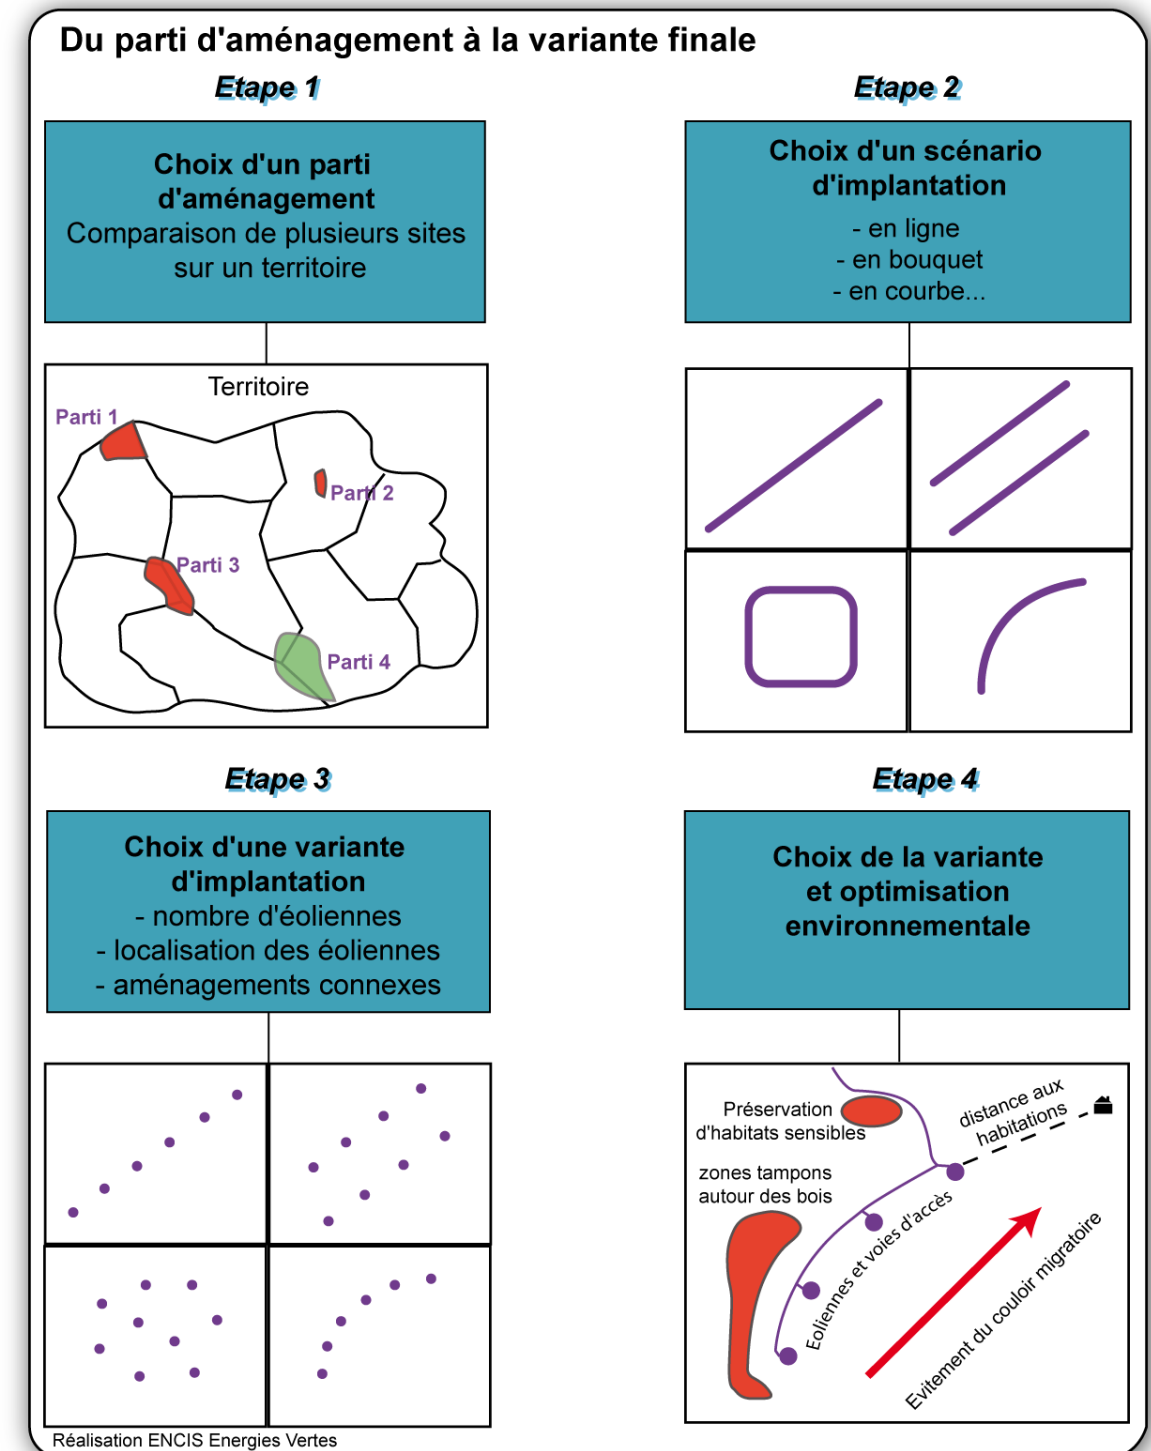 Du parti d'aménagement à la variante finale
Etape 1
Choix d'un parti
d'aménagement
Comparaison de plusieurs sites
sur un territoire
Territoire
Parti 1
Parti 2
Parti 3
Parti 4
Etape 2
Choix d'un scénario
d'implantation
- en ligne
- en bouquet
- en courbe...
Etape 3
Choix d'une variante
d'implantation
- nombre d'éoliennes
- localisation des éoliennes
- aménagements connexes
Etape 4
Choix de la variante
et optimisation
environnementale
Préservation
d'habitats sensibles
distance aux
habitations
zones tampons
autour des bois
Eoliennes et voies d'accès
Evitement du couloir migratoire
Réalisation ENCIS Energies Vertes